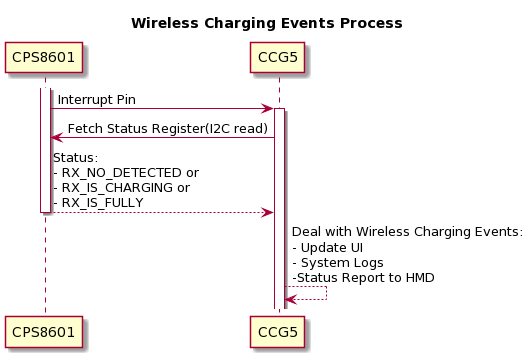 Wireless Charging Events Process
CPS8601
CCG5
Interrupt Pin
Fetch Status Register(I2C read)
Status:
- RX_NO_DETECTED or
- RX_IS_CHARGING or
- RX_IS_FULLY
Deal with Wireless Charging Events:
- Update UI
- System Logs
-Status Report to HMD
CPS8601
CCG5